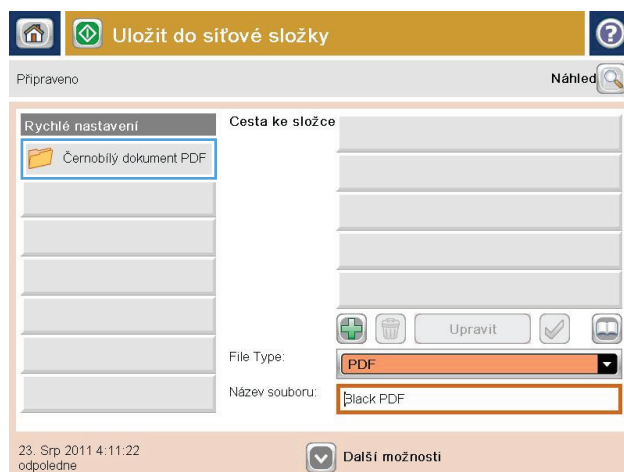 Uložit do síťové složky
Připraveno
Náhled
Rychlé nastavení
Cesta ke složce
Černobílý dokument PDF
Upravit
File Type:
PDF
Název souboru:
Black PDF
23. Srp 2011 4:11:22
odpoledne
Další možnosti